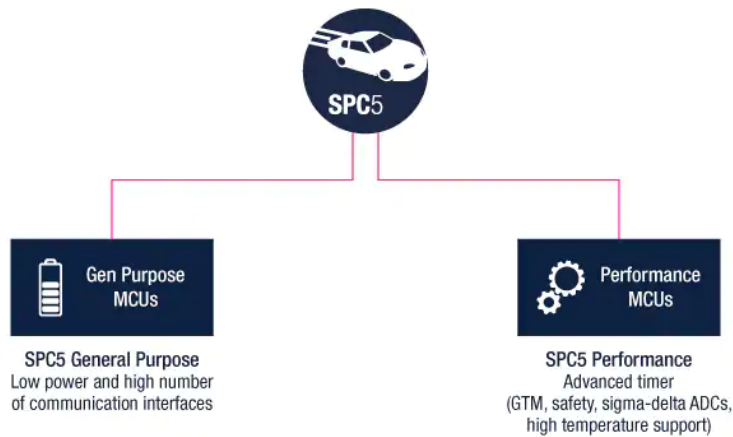 SPC5
Gen Purpose
MCUs
SPC5 General Purpose
Low power and high number
of communication interfaces
Performance
MCUs
SPC5 Performance
Advanced timer
(GTM, safety, sigma-delta ADCs,
high temperature support)